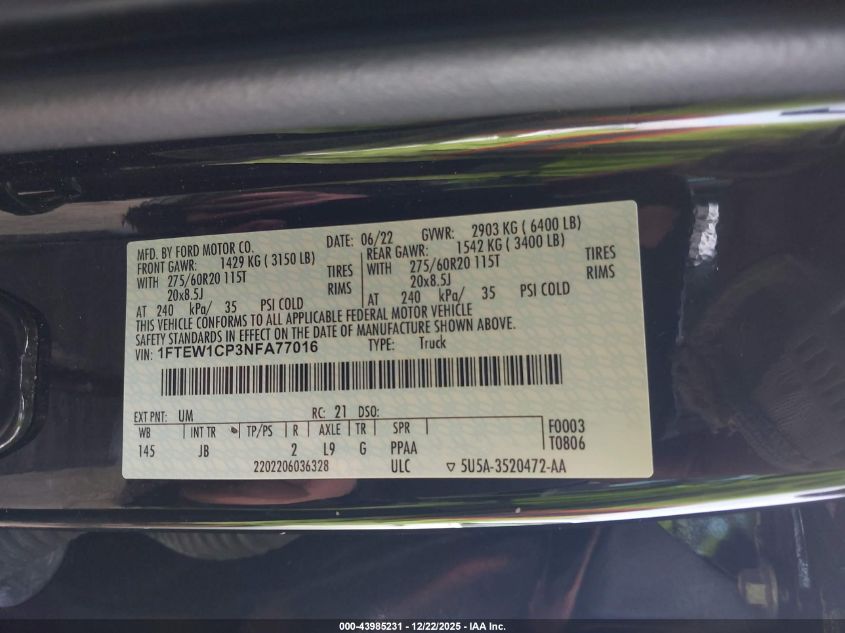 MFD. BY FORD MOTOR CO. DATE: 06/22 GVWR: 2903 KG ( 6400 LB)
FRONT GAWR: 1429 KG ( 3150 LB) REAR GAWR: 1542 KG ( 3400 LB)
WITH 275/60R20 115T TIRES WITH 275/60R20 115T TIRES
20x8.5J RIMS 20x8.5J RIMS
AT 240 kPa/ 35 PSI COLD AT 240 kPa/ 35 PSI COLD
THIS VEHICLE CONFORMS TO ALL APPLICABLE FEDERAL MOTOR VEHICLE
SAFETY STANDARDS IN EFFECT ON THE DATE OF MANUFACTURE SHOWN ABOVE.
VIN: 1FTEW1CP3NFA77016 TYPE: Truck
EXT PNT: UM RC: 21 DSO:
WB INT TR TP/PS R AXLE TR SPR F0003
145 JB 2 L9 G PPAA T0806
2202206036328 ULC ▽ 5U5A-3520472-AA
000-43985231 - 12/22/2025 - IAA Inc.